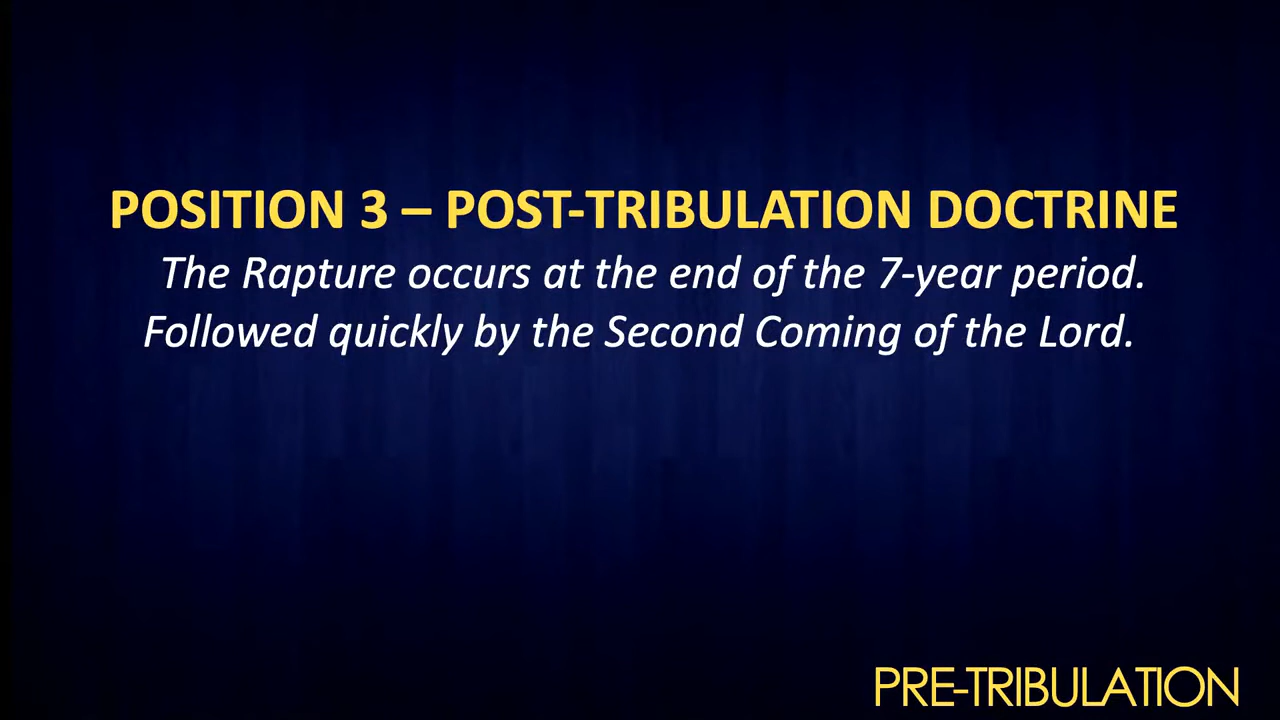 POSITION 3 – POST-TRIBULATION DOCTRINE
The Rapture occurs at the end of the 7-year period.
Followed quickly by the Second Coming of the Lord.
PRE-TRIBULATION